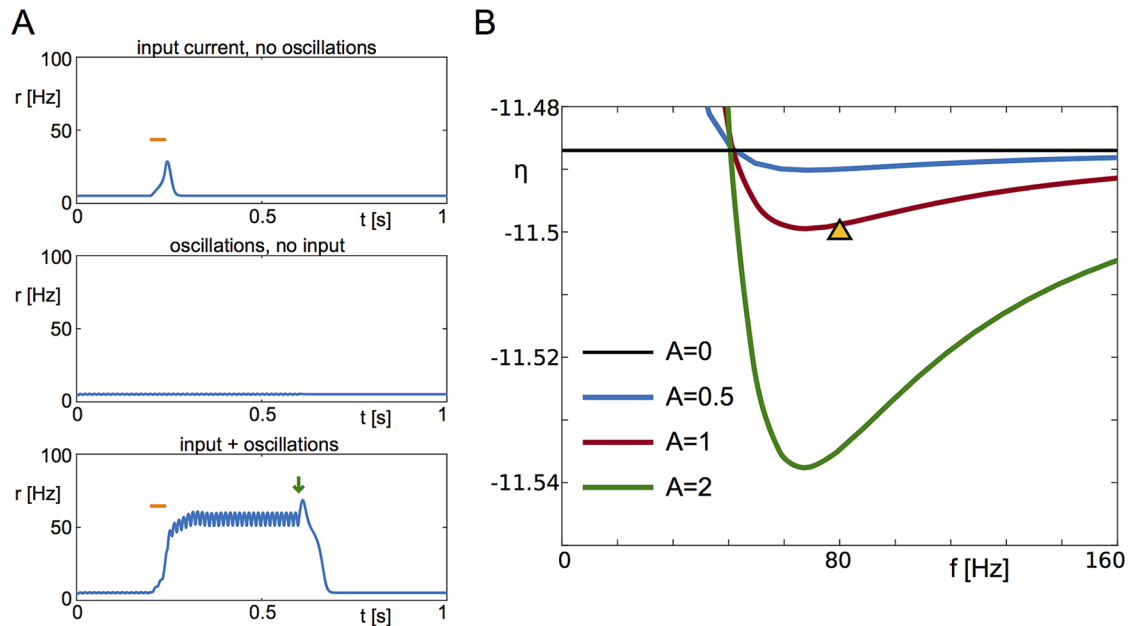 A
input current, no oscillations
100
r [Hz]
50
0
0
0.5
t [s]
1
oscillations, no input
100
r [Hz]
50
0
0
0.5
t [s]
1
input + oscillations
100
r [Hz]
50
0
0
0.5
t [s]
1
B
-11.48
η
-11.5
-11.52
-11.54
A=0
A=0.5
A=1
A=2
0
80
f [Hz]
160